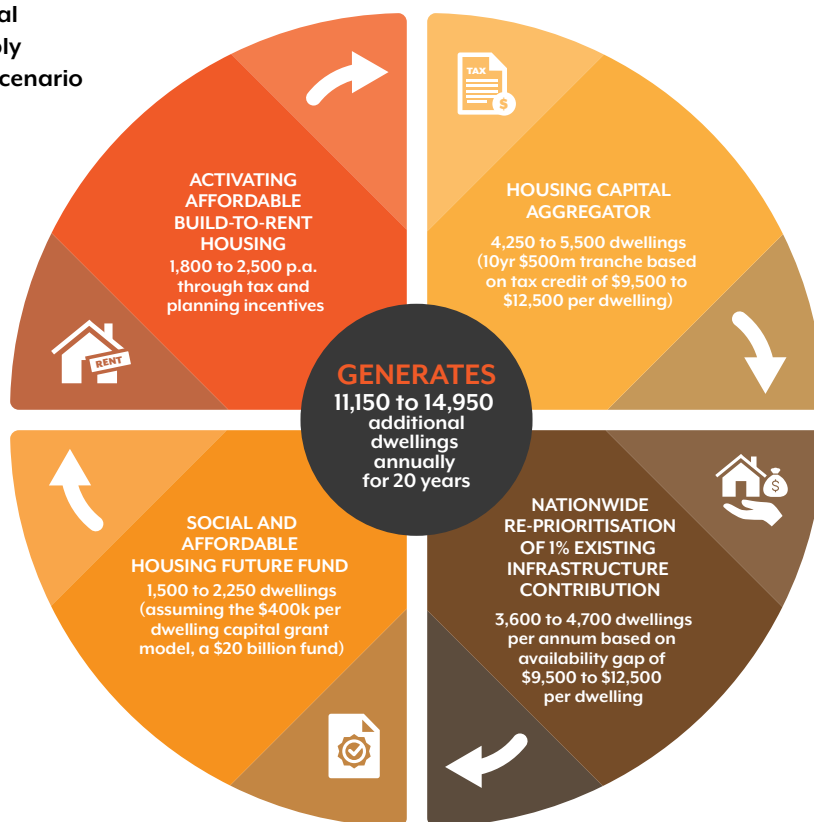 al
ly
cenario
ACTIVATING
AFFORDABLE
BUILD-TO-RENT
HOUSING
1,800 to 2,500 p.a.
through tax and
planning incentives
RENT
TAX
$
HOUSING CAPITAL
AGGREGATOR
4,250 to 5,500 dwellings
(10yr $500m tranche based
on tax credit of $9,500 to
$12,500 per dwelling)
GENERATES
11,150 to 14,950
additional
dwellings
annually
for 20 years
SOCIAL AND
AFFORDABLE
HOUSING FUTURE FUND
1,500 to 2,250 dwellings
(assuming the $400k per
dwelling capital grant
model, a $20 billion fund)
$
NATIONWIDE
RE-PRIORITISATION
OF 1% EXISTING
INFRASTRUCTURE
CONTRIBUTION
3,600 to 4,700 dwellings
per annum based on
availability gap of
$9,500 to $12,500
per dwelling